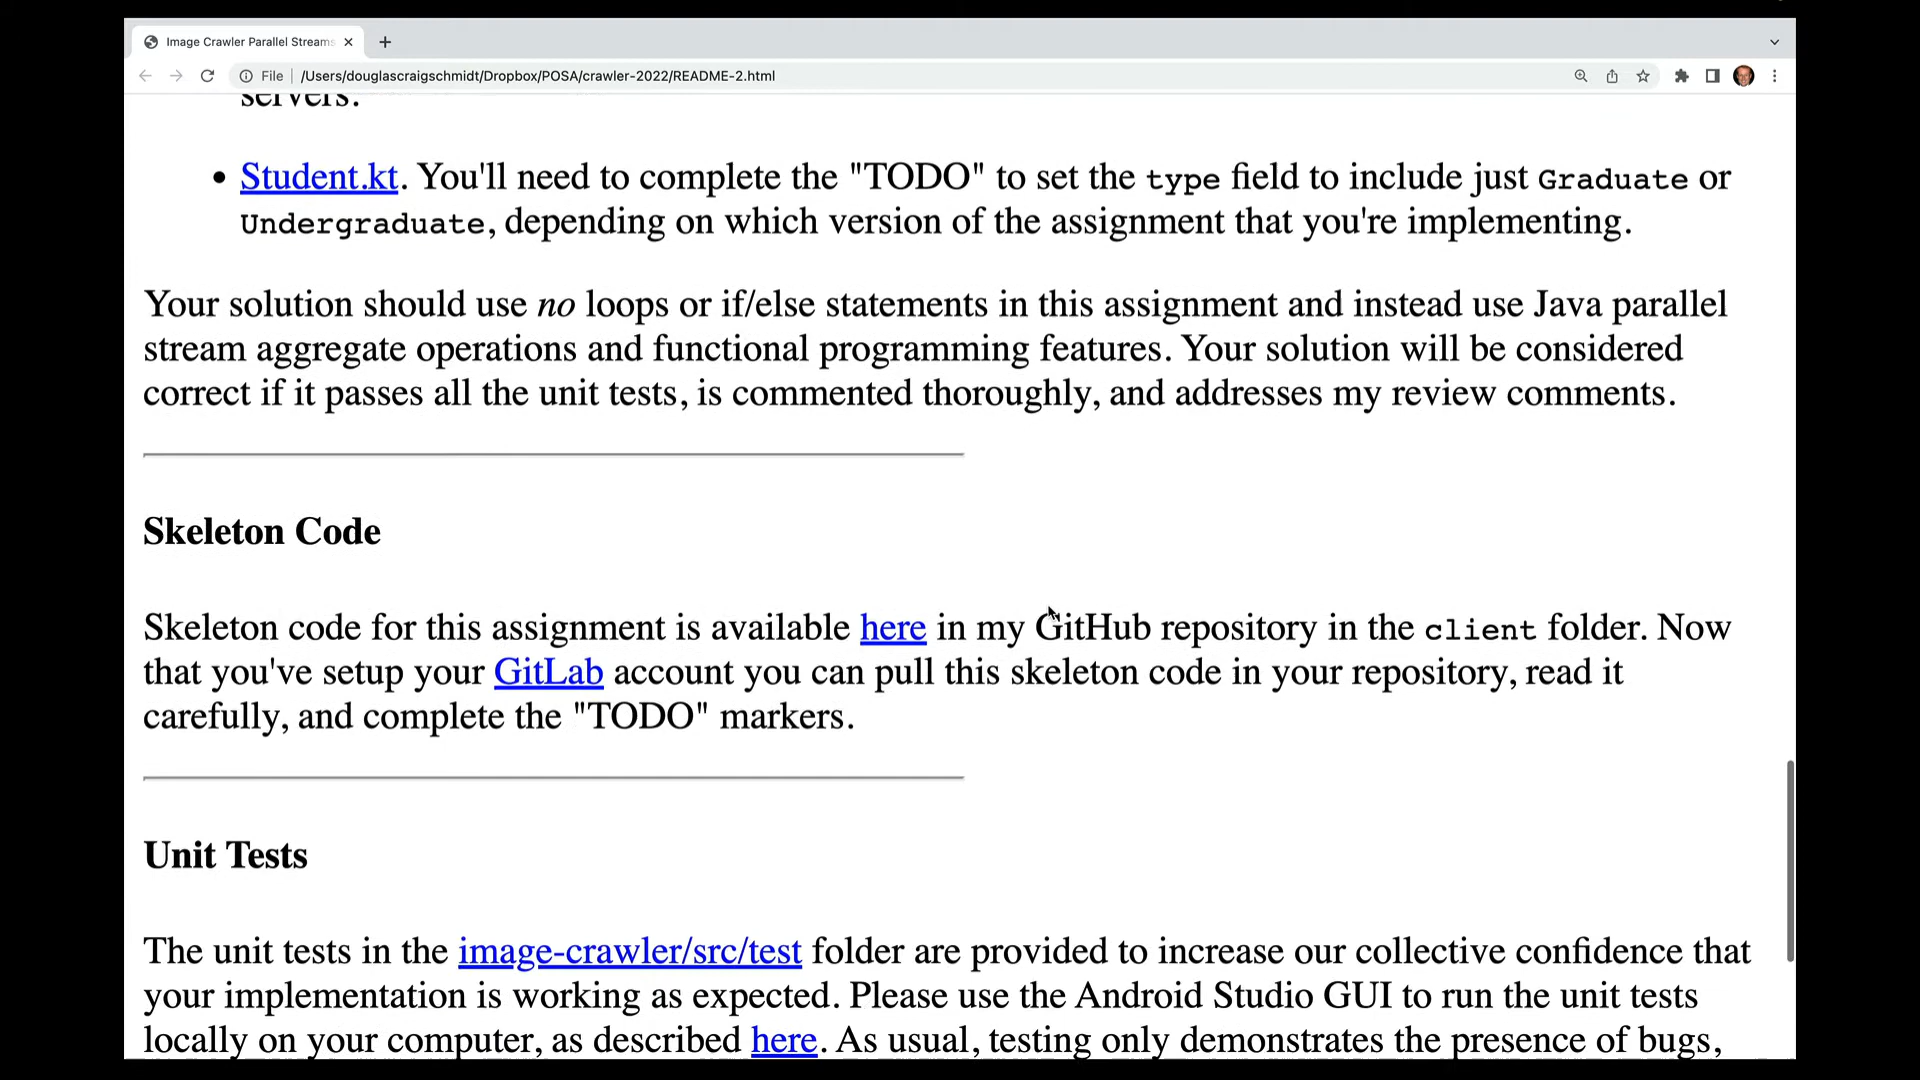 Image Crawler Parallel Streams
File /Users/douglascraigschmidt/Dropbox/POSA/crawler-2022/README-2.html
servers.
• Student.kt. You'll need to complete the "TODO" to set the type field to include just Graduate or
Undergraduate, depending on which version of the assignment that you're implementing.
Your solution should use no loops or if/else statements in this assignment and instead use Java parallel
stream aggregate operations and functional programming features. Your solution will be considered
correct if it passes all the unit tests, is commented thoroughly, and addresses my review comments.
Skeleton Code
Skeleton code for this assignment is available here in my GitHub repository in the client folder. Now
that you've setup your GitLab account you can pull this skeleton code in your repository, read it
carefully, and complete the "TODO" markers.
Unit Tests
The unit tests in the image-crawler/src/test folder are provided to increase our collective confidence that
your implementation is working as expected. Please use the Android Studio GUI to run the unit tests
locally on your computer, as described here. As usual, testing only demonstrates the presence of bugs,